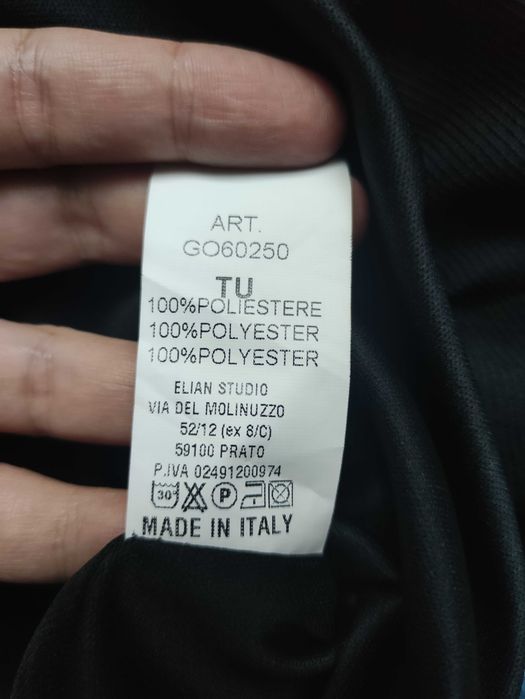 ART.
GO60250
TU
100%POLIESTERE
100%POLYESTER
100%POLYESTER
ELIAN STUDIO
VIA DEL MOLINUZZO
52/12 (ex 8/C)
59100 PRATO
P.IVA 02491200974
30° P
MADE IN ITALY